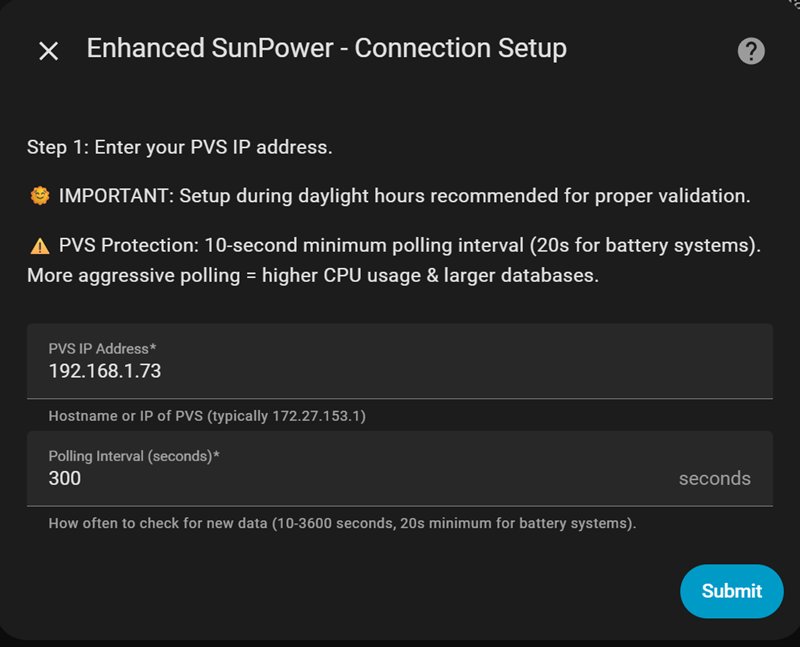 Enhanced SunPower - Connection Setup
Step 1: Enter your PVS IP address.
🌞 IMPORTANT: Setup during daylight hours recommended for proper validation.
⚠️ PVS Protection: 10-second minimum polling interval (20s for battery systems).
More aggressive polling = higher CPU usage & larger databases.
PVS IP Address*
192.168.1.73
Hostname or IP of PVS (typically 172.27.153.1)
Polling Interval (seconds)*
300 seconds
How often to check for new data (10-3600 seconds, 20s minimum for battery systems).
Submit